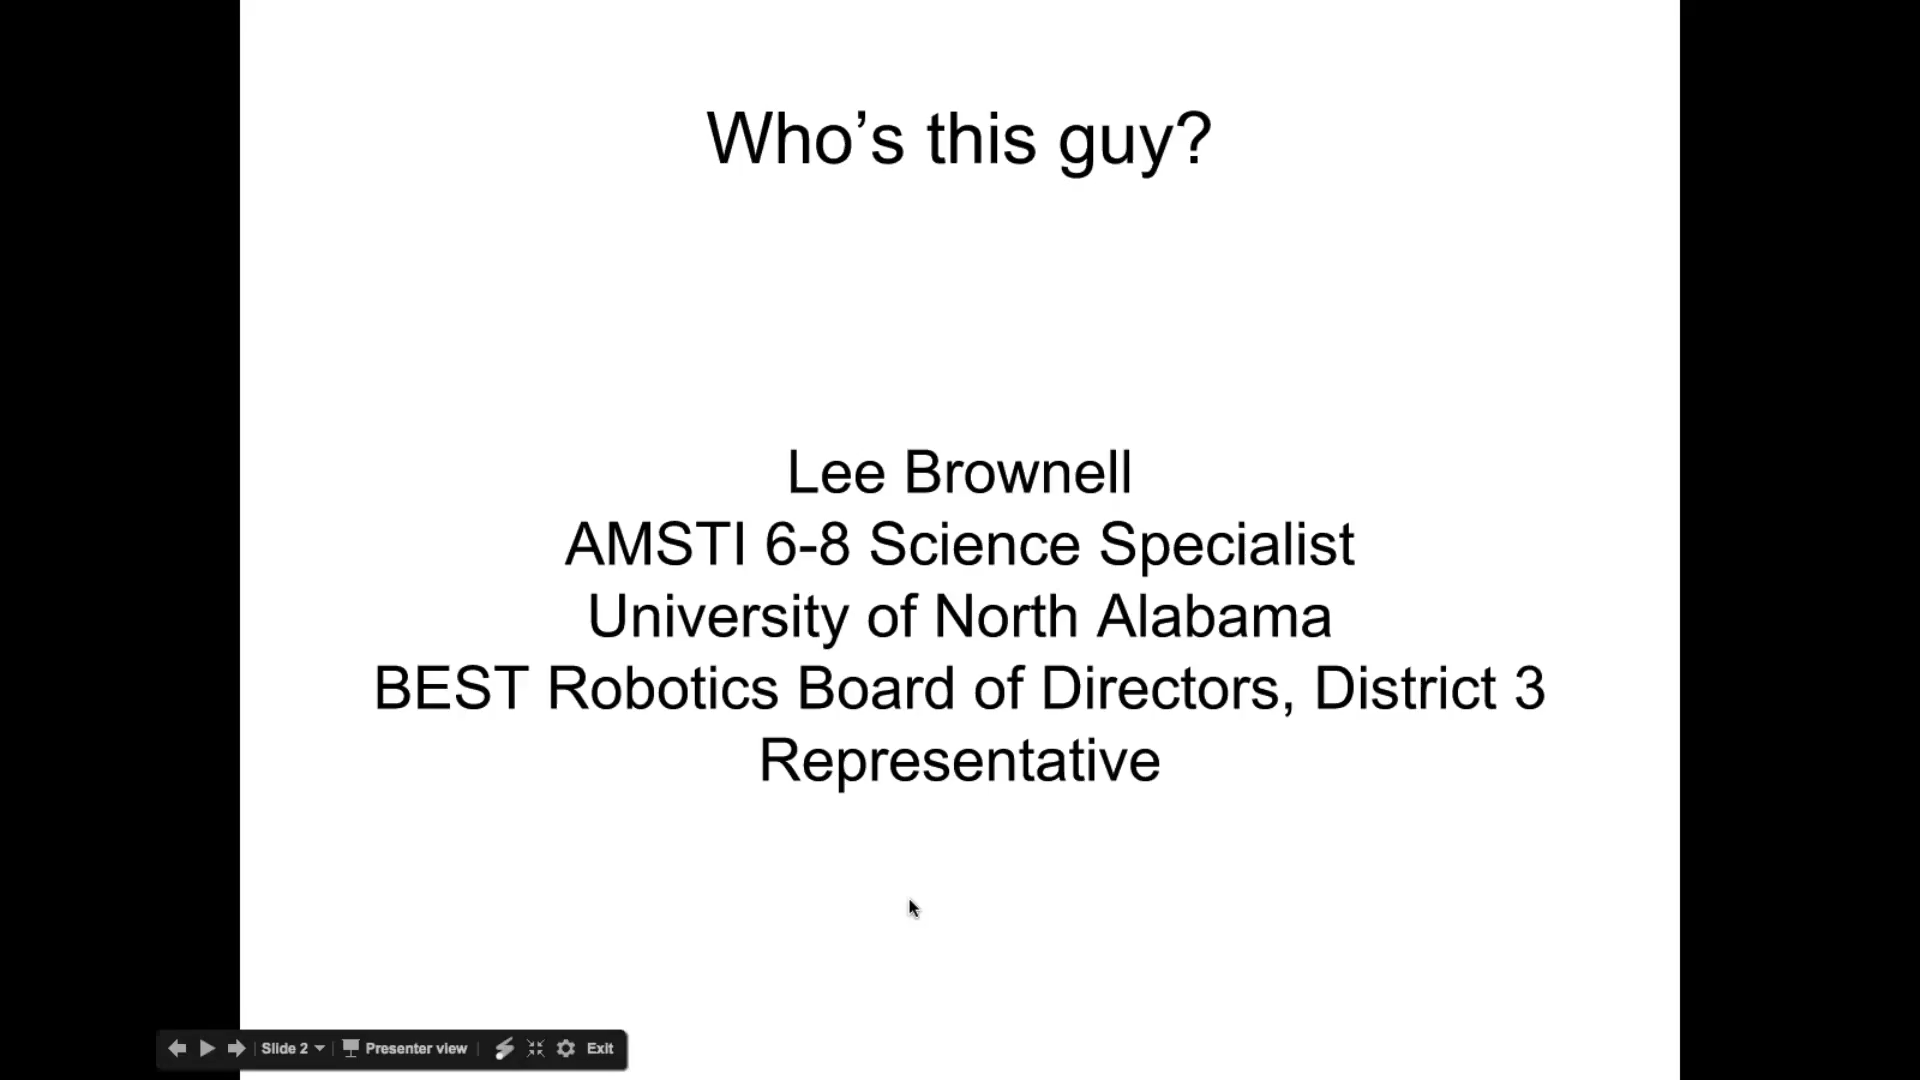 Who’s this guy?
Lee Brownell
AMSTI 6-8 Science Specialist
University of North Alabama
BEST Robotics Board of Directors, District 3
Representative
Slide 2 Presenter view Exit